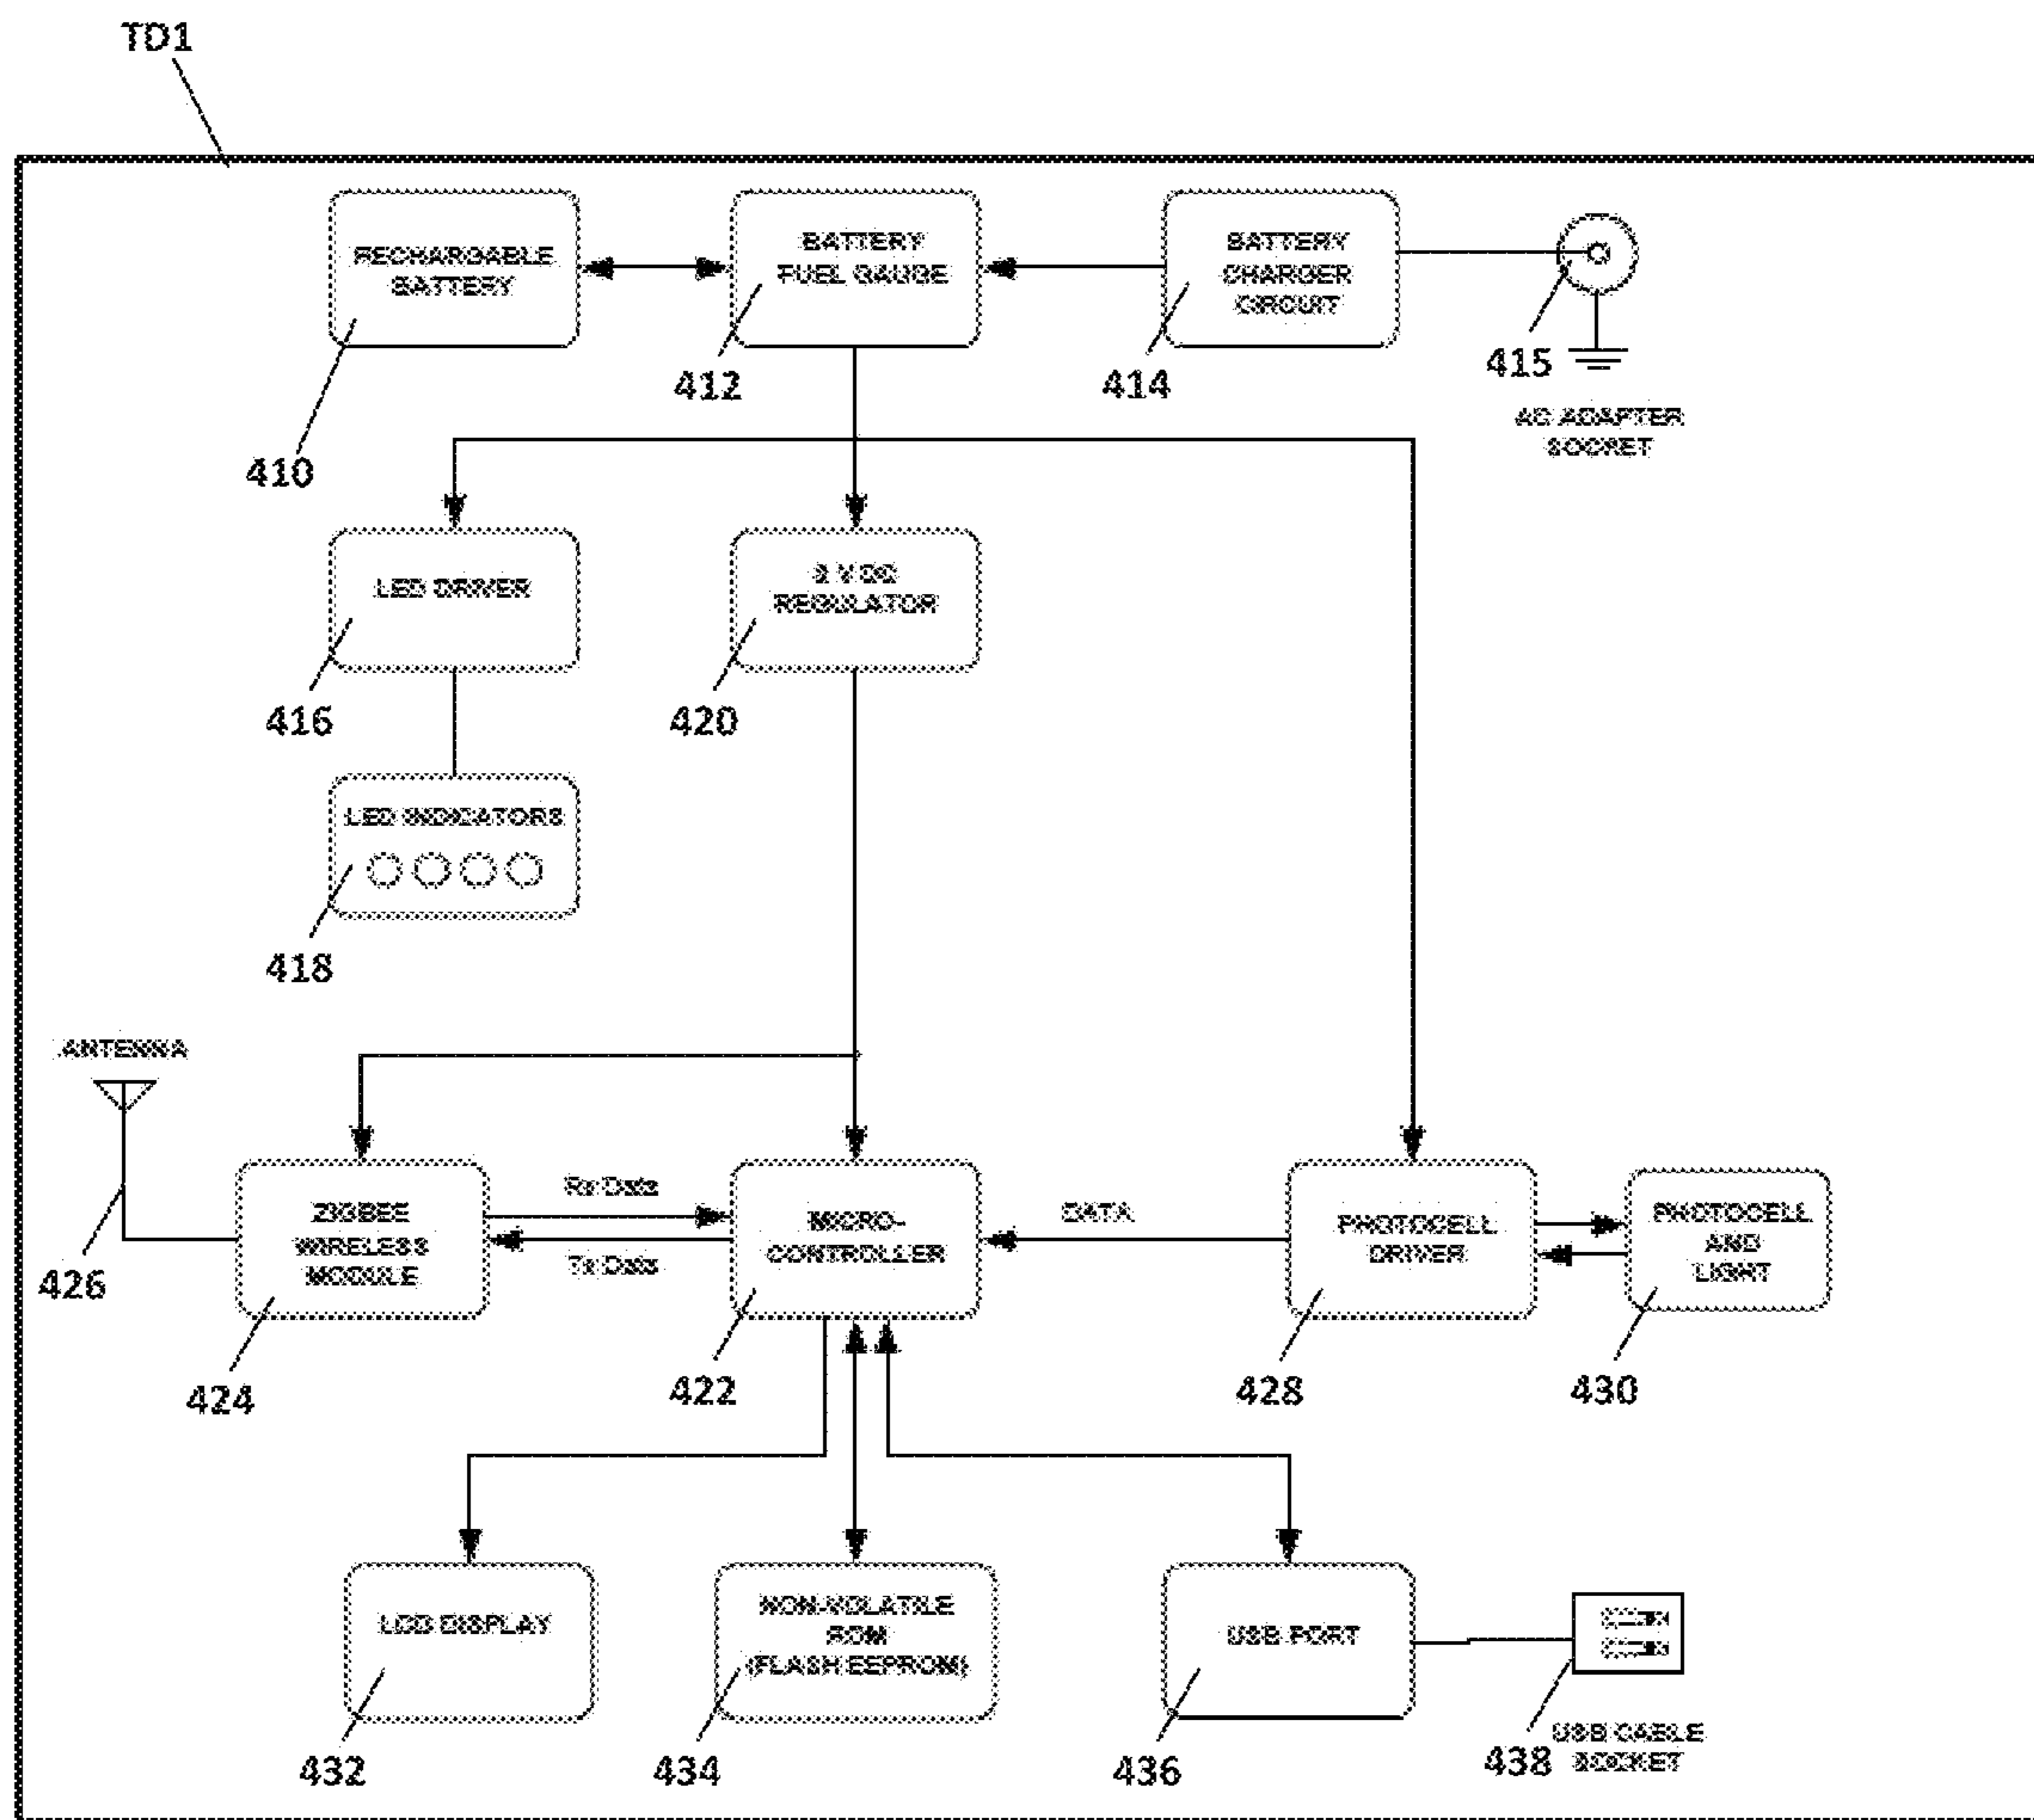 TD1
RECHARGABLE
BATTERY
BATTERY
FUEL GAUGE
BATTERY
CHARGER
CIRCUIT
410
412
414
415
AC ADAPTER
SOCKET
LED DRIVER
V DC
REGULATOR
416
420
LED INDICATORS
418
ANTENNA
426
ZIGBEE
WIRELESS
MODULE
Rx Data
Tx Data
MICRO-
CONTROLLER
DATA
PHOTOCELL
DRIVER
PHOTOCELL
AND
LIGHT
424
422
428
430
LCD DISPLAY
NON-VOLATILE
ROM
(FLASH EEPROM)
USB PORT
432
434
436
438
USB CABLE
SOCKET